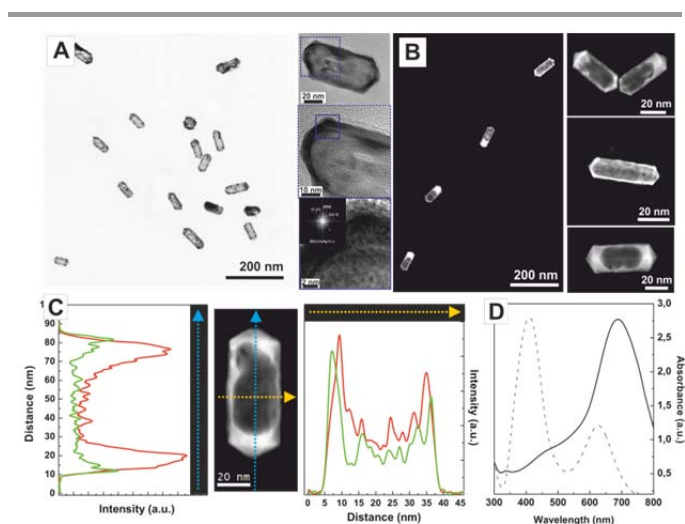 A
200 nm
20 nm
10 nm
2 nm
B
200 nm
20 nm
20 nm
20 nm
C
Distance (nm)
90
80
70
60
50
40
30
20
10
0
Intensity (a.u.)
20 nm
0 5 10 15 20 25 30 35 40 45
Distance (nm)
Intensity (a.u.)
D
3,0
2,5
2,0
1,5
1,0
0,5
300 400 500 600 700 800
Wavelength (nm)
Absorbance (a.u.)